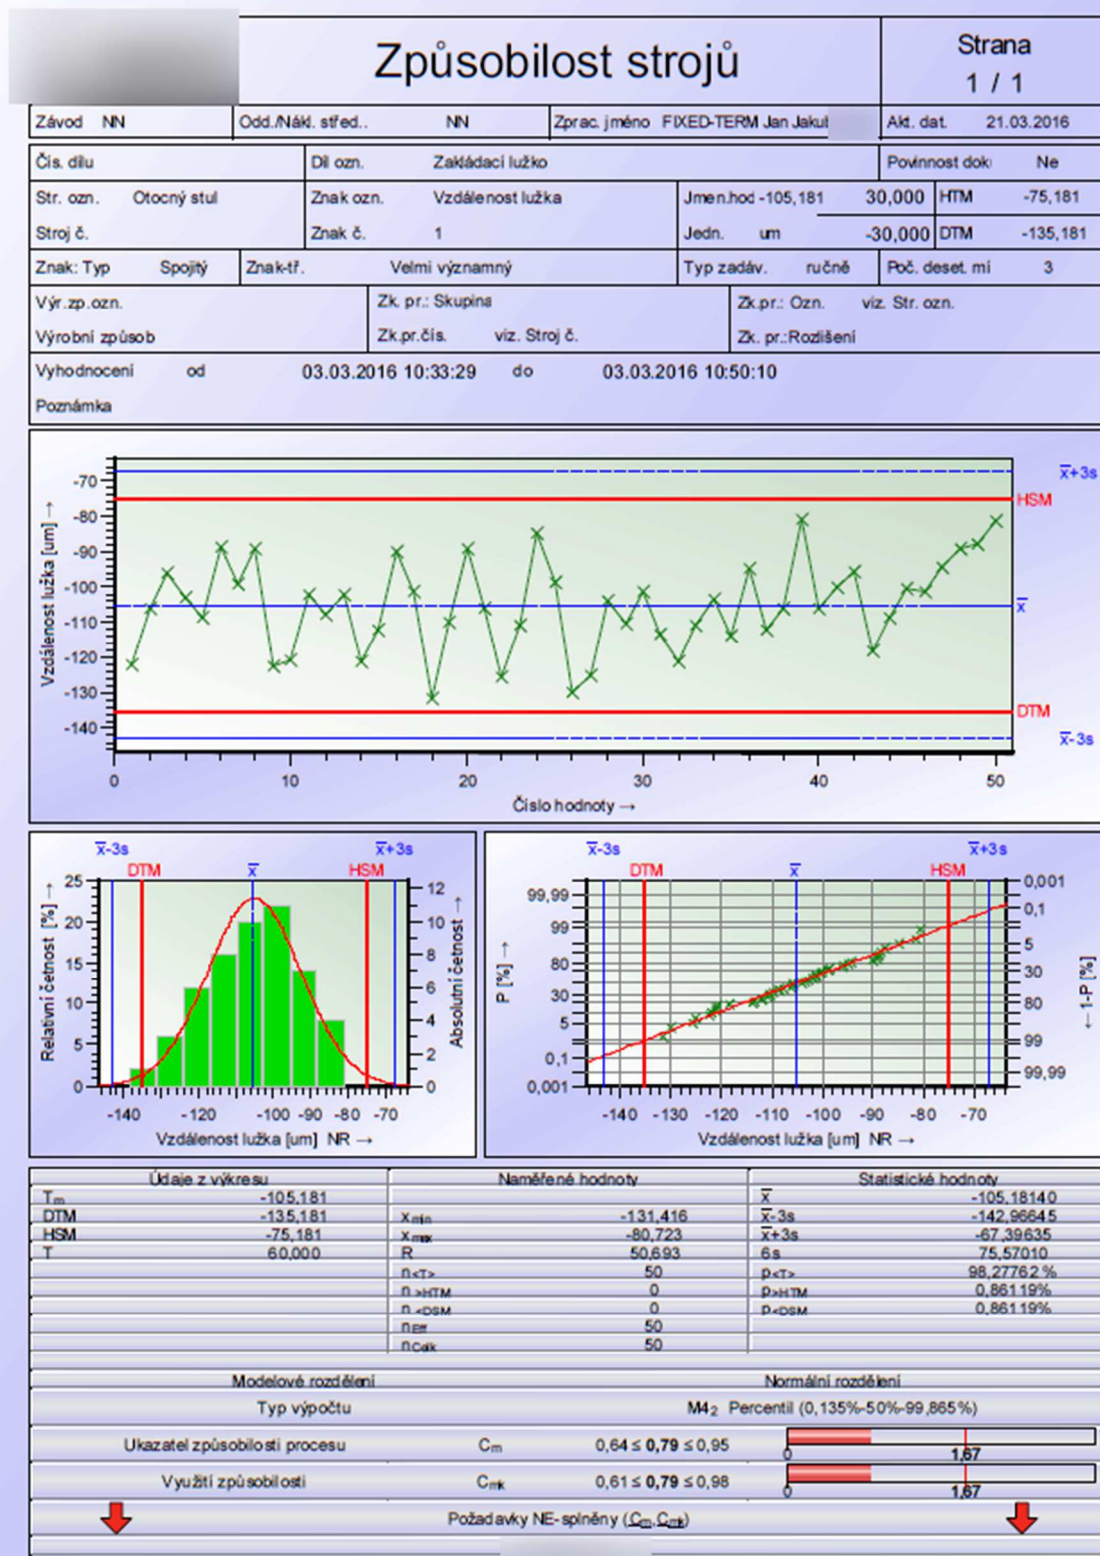 Způsobilost strojů
Strana
1 / 1
Závod NN Odd./Nákl. střed.. NN Zprac. jméno FIXED-TERM Jan Akt. dat. 21.03.2016
Čís. dílu Díl ozn. Zakládací lužko Povinnost dok Ne
Str. ozn. Otocný stul Znak ozn. Vzdálenost lužka Jmen.hod -105,181 30,000 HTM -75,181
Stroj č. Znak č. 1 Jedn. um -30,000 DTM -135,181
Znak: Typ Spojitý Znak-tř. Velmi významný Typ zadáv. ručně Poč. deset. mí 3
Výr.zp.ozn. Zk. pr.: Skupina Zk.pr.: Ozn. viz. Str. ozn.
Výrobní způsob Zk.pr.čís. viz. Stroj č. Zk. pr.:Rozlišení
Vyhodnocení od 03.03.2016 10:33:29 do 03.03.2016 10:50:10
Poznámka
Vzdálenost lužka [um] →
-70
-80
-90
-100
-110
-120
-130
-140
x̅+3s
HSM
x̅
DTM
x̅-3s
0 10 20 30 40 50
Číslo hodnoty →
x̅-3s x̅+3s
DTM x̅ HSM
Relativní četnost [%] →
25
20
15
10
5
0
12
10
8
6
4
2
0
Absolutní četnost →
-140 -120 -100 -90 -80 -70
Vzdálenost lužka [um] NR →
x̅-3s x̅+3s
DTM x̅ HSM
P [%] →
99,99
99
80
30
5
0,1
0,001
0,001
0,1
5
30
80
99
99,99
← 1-P [%]
-140 -130 -120 -110 -100 -90 -80 -70
Vzdálenost lužka [um] NR →
Údaje z výkresu Naměřené hodnoty Statistické hodnoty
Tm -105,181 x̅ -105,18140
DTM -135,181 xmin -131,416 x̅-3s -142,96645
HSM -75,181 xmax -80,723 x̅+3s -67,39635
T 60,000 R 50,693 6s 75,57010
n<T> 50 p<T> 98,27762 %
n >HTM 0 p>HTM 0,86119%
n <DSM 0 p<DSM 0,86119%
nEff 50
nCelk 50
Modelové rozdělení Normální rozdělení
Typ výpočtu M4₂ Percentil (0,135%-50%-99,865%)
Ukazatel způsobilosti procesu Cm 0,64 ≤ 0,79 ≤ 0,95 0 1,67
Využití způsobilosti Cmk 0,61 ≤ 0,79 ≤ 0,98 0 1,67
Požadavky NE-splněny (Cm,Cmk)